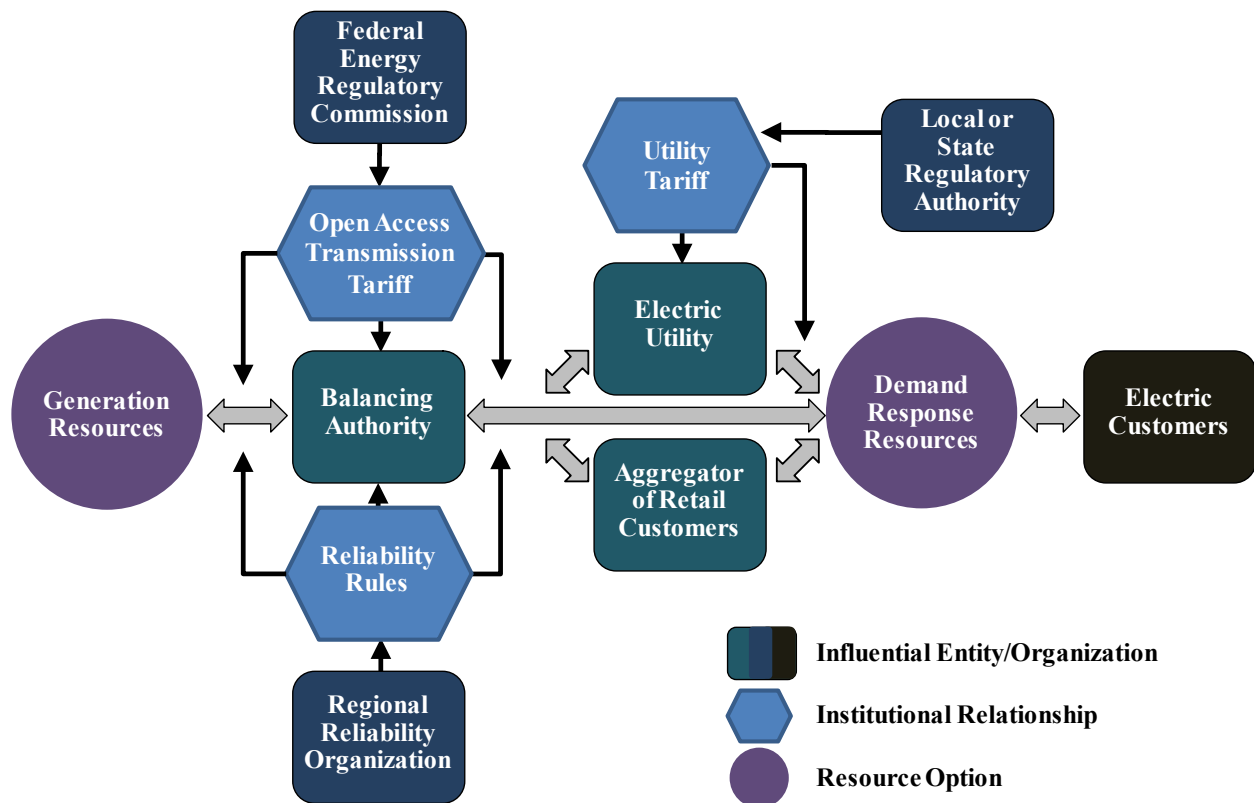 Federal
Energy
Regulatory
Commission
Utility
Tariff
Local or
State
Regulatory
Authority
Open Access
Transmission
Tariff
Electric
Utility
Generation
Resources
Balancing
Authority
Demand
Response
Resources
Electric
Customers
Aggregator
of Retail
Customers
Reliability
Rules
Regional
Reliability
Organization
Influential Entity/Organization
Institutional Relationship
Resource Option